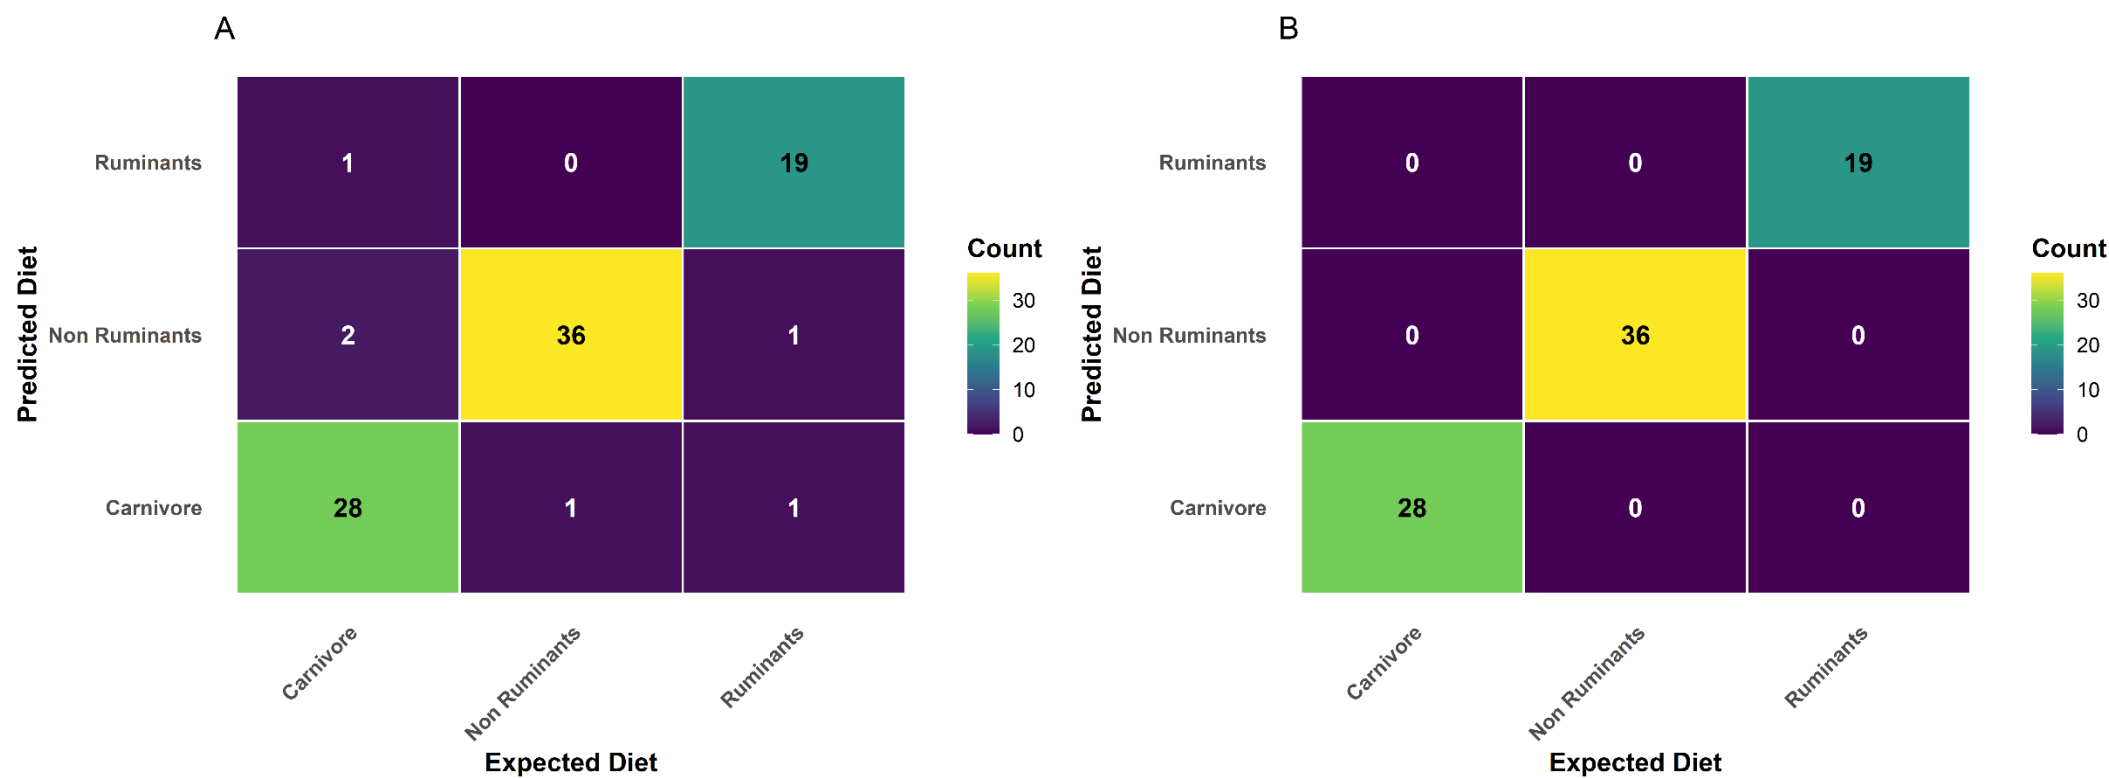 A
Predicted Diet
Ruminants
Non Ruminants
Carnivore
1 0 19
2 36 1
28 1 1
Carnivore
Non Ruminants
Ruminants
Expected Diet
Count
30
20
10
0
B
Predicted Diet
Ruminants
Non Ruminants
Carnivore
0 0 19
0 36 0
28 0 0
Carnivore
Non Ruminants
Ruminants
Expected Diet
Count
30
20
10
0